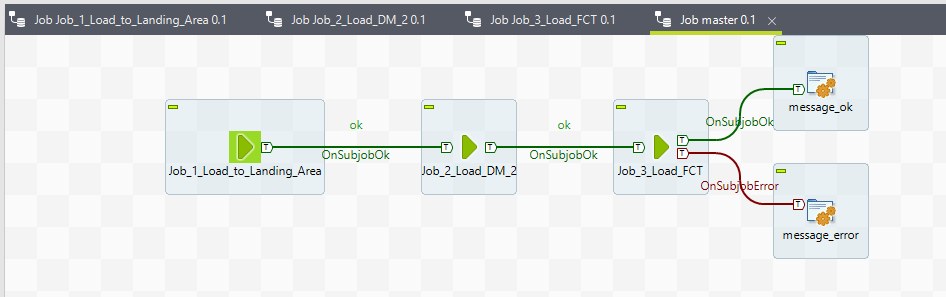 Job Job_1_Load_to_Landing_Area 0.1
Job Job_2_Load_DM_2 0.1
Job Job_3_Load_FCT 0.1
Job master 0.1
message_ok
ok
ok
OnSubjobOk
T
T
OnSubjobOk
T
T
OnSubjobOk
T
T
T
T
Job_1_Load_to_Landing_Area
Job_2_Load_DM_2
Job_3_Load_FCT
OnSubjobError
T
message_error